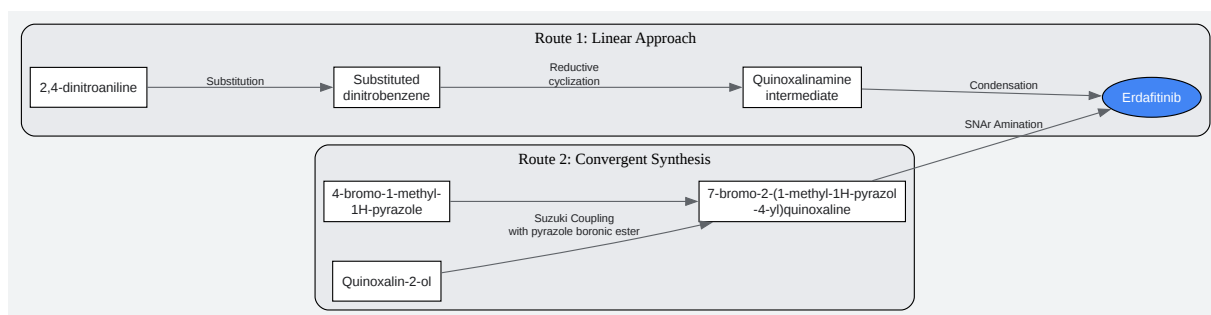 Route 1: Linear Approach
2,4-dinitroaniline
Substitution
Substituted
dinitrobenzene
Reductive
cyclization
Quinoxalinamine
intermediate
Condensation
Erdafitinib
SNAr Amination
Route 2: Convergent Synthesis
4-bromo-1-methyl-
1H-pyrazole
Suzuki Coupling
with pyrazole boronic ester
7-bromo-2-(1-methyl-1H-pyrazol
-4-yl)quinoxaline
Quinoxalin-2-ol